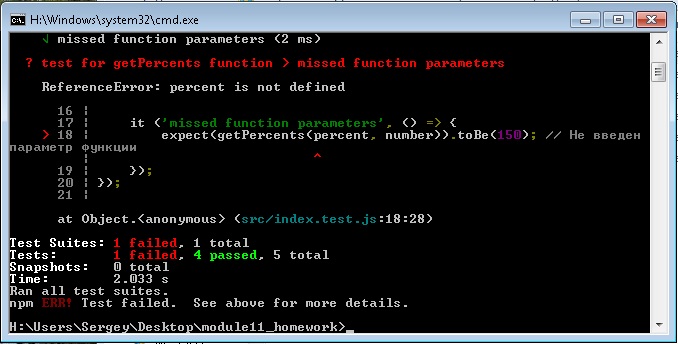 H:\Windows\system32\cmd.exe
√ missed function parameters (2 ms)
? test for getPercents function > missed function parameters
ReferenceError: percent is not defined
16 ¦
17 ¦     it ('missed function parameters', () => {
> 18 ¦         expect(getPercents(percent, number)).toBe(150); // Не введен
параметр функции
^
19 ¦     });
20 ¦ });
21 ¦
at Object.<anonymous> (src/index.test.js:18:28)
Test Suites: 1 failed, 1 total
Tests:       1 failed, 4 passed, 5 total
Snapshots:   0 total
Time:        2.033 s
Ran all test suites.
npm ERR! Test failed.  See above for more details.
H:\Users\Sergey\Desktop\module11_homework>_